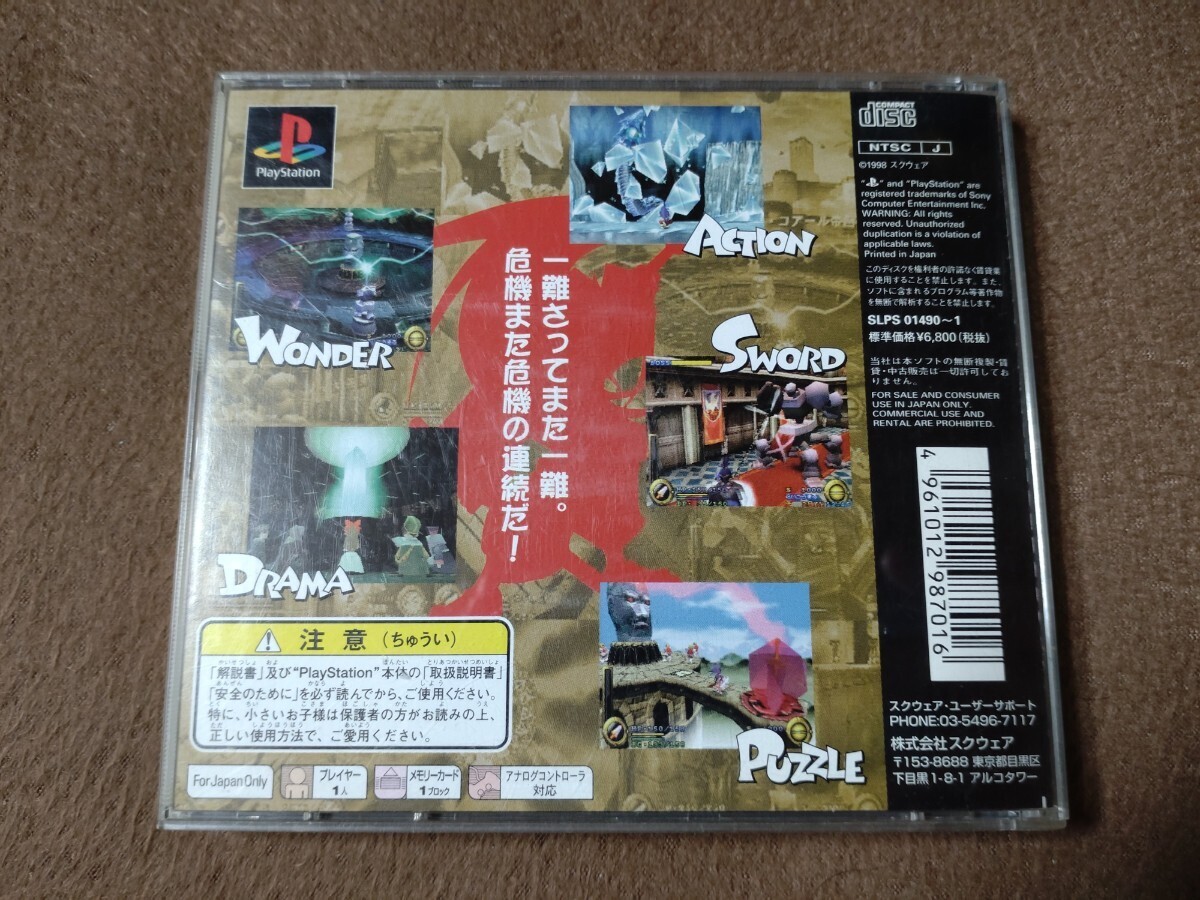 PlayStation
ACTION
WONDER
SWORD
DRAMA
PUZZLE
一難さってまた一難。
危機また危機の連続だ！
注意（ちゅうい）
「解説書」及び“PlayStation”本体の「取扱説明書」
「安全のために」を必ず読んでから、ご使用ください。
特に、小さいお子様は保護者の方がお読みの上、
正しい使用方法で、ご愛用ください。
For Japan Only
プレイヤー
1人
メモリーカード
1ブロック
アナログコントローラ
対応
COMPACT
disc
NTSC J
©1998 スクウェア
" " and "PlayStation" are
registered trademarks of Sony
Computer Entertainment Inc.
WARNING: All rights
reserved. Unauthorized
duplication is a violation of
applicable laws.
Printed in Japan
このディスクを権利者の許諾なく賃貸業
に使用することを禁止します。また、
ソフトに含まれるプログラム等著作物
を無断で解析することを禁止します。
SLPS 01490～1
標準価格¥6,800(税抜)
当社は本ソフトの無断複製・賃
貸・中古販売は一切許可してお
りません。
FOR SALE AND CONSUMER
USE IN JAPAN ONLY.
COMMERCIAL USE AND
RENTAL ARE PROHIBITED.
4961012987016
スクウェア・ユーザーサポート
PHONE:03-5496-7117
株式会社スクウェア
〒153-8688 東京都目黒区
下目黒1-8-1 アルコタワー